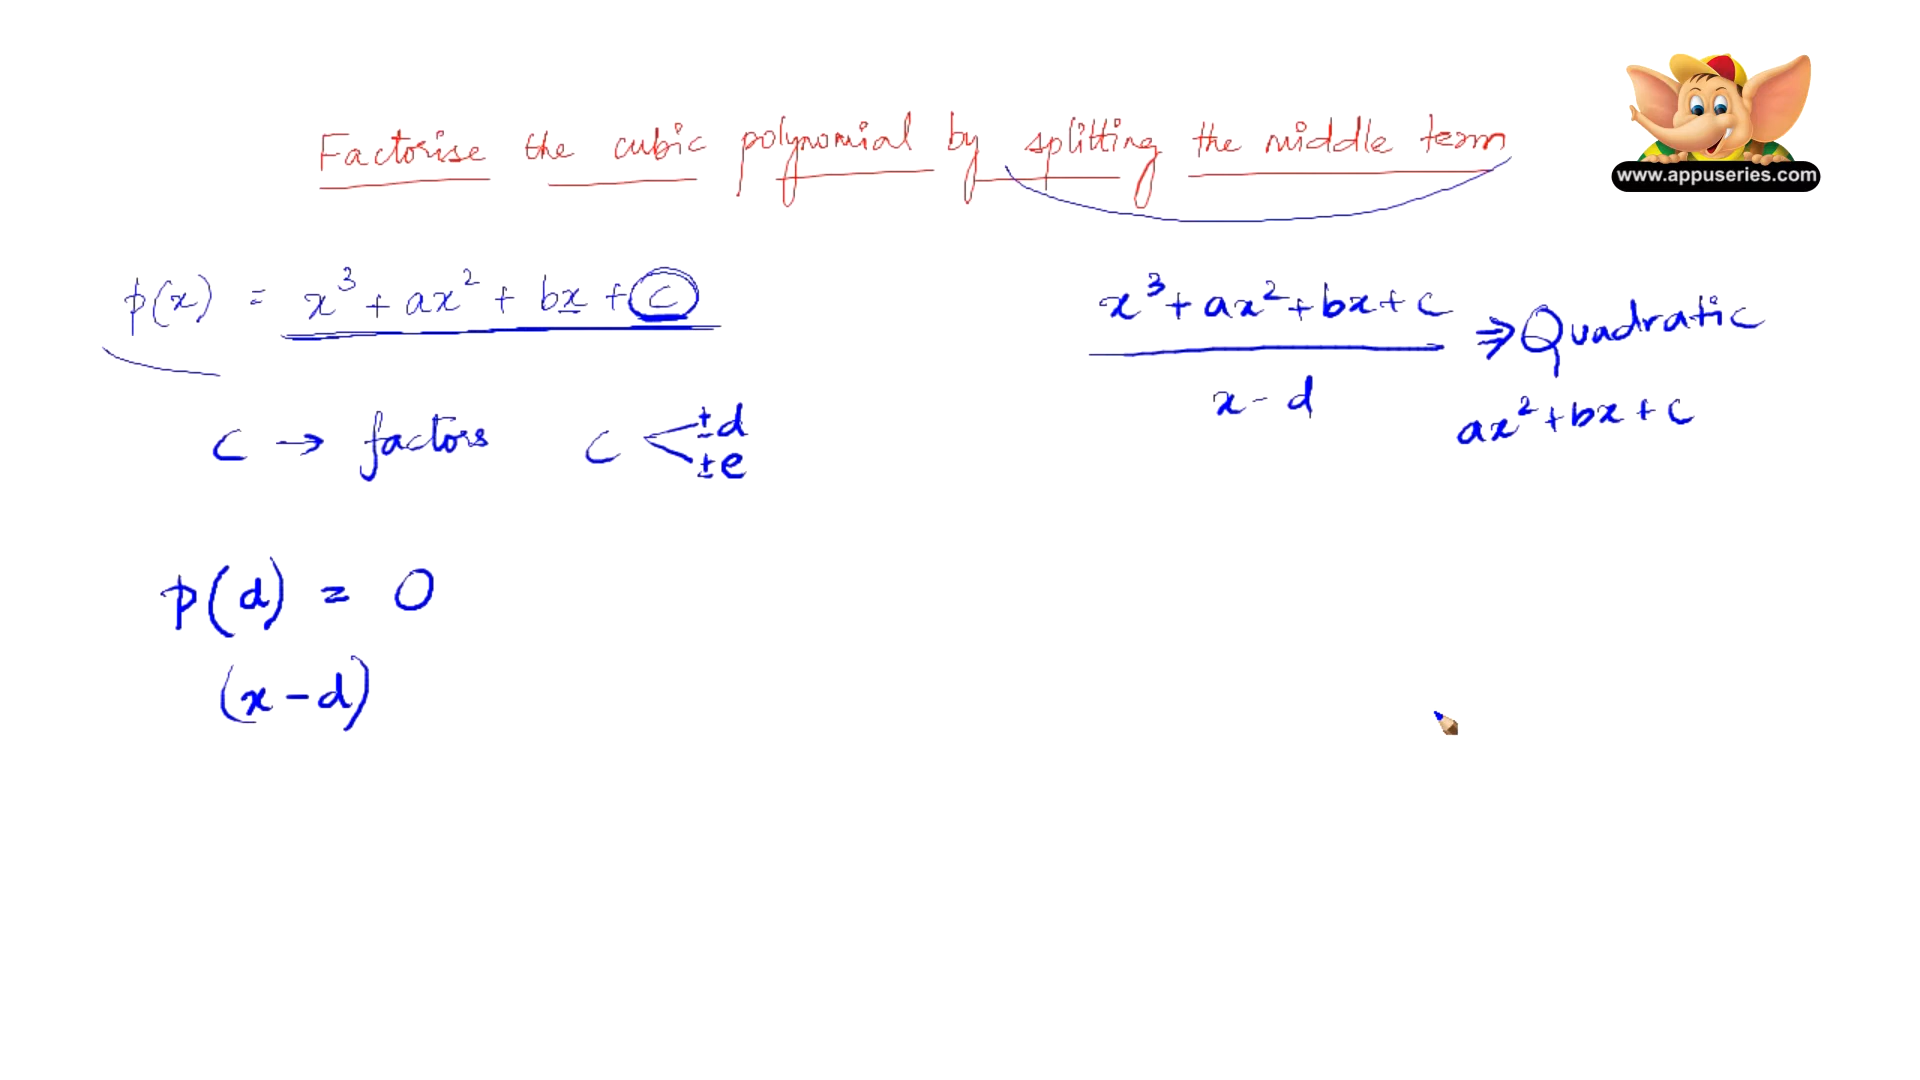 Factorise the cubic polynomial by splitting the middle term
www.appuseries.com
p(x) = x³ + ax² + bx + c
c → factors c ± d ± e
p(d) = 0
(x - d)
x³ + ax² + bx + c ⇒ Quadratic
x - d
ax² + bx + c